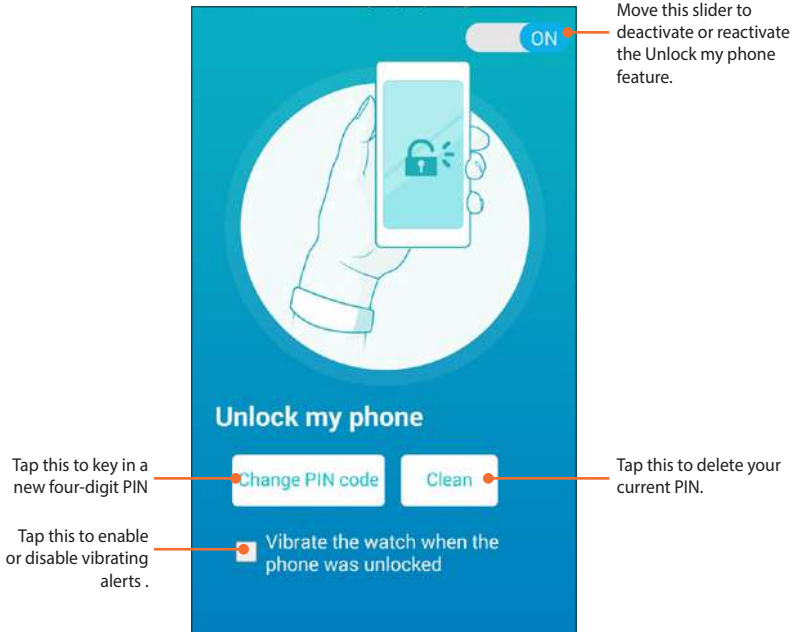 Move this slider to
deactivate or reactivate
the Unlock my phone
feature.
ON
Unlock my phone
Tap this to key in a
new four-digit PIN
Change PIN code
Clean
Tap this to delete your
current PIN.
Tap this to enable
or disable vibrating
alerts .
Vibrate the watch when the
phone was unlocked